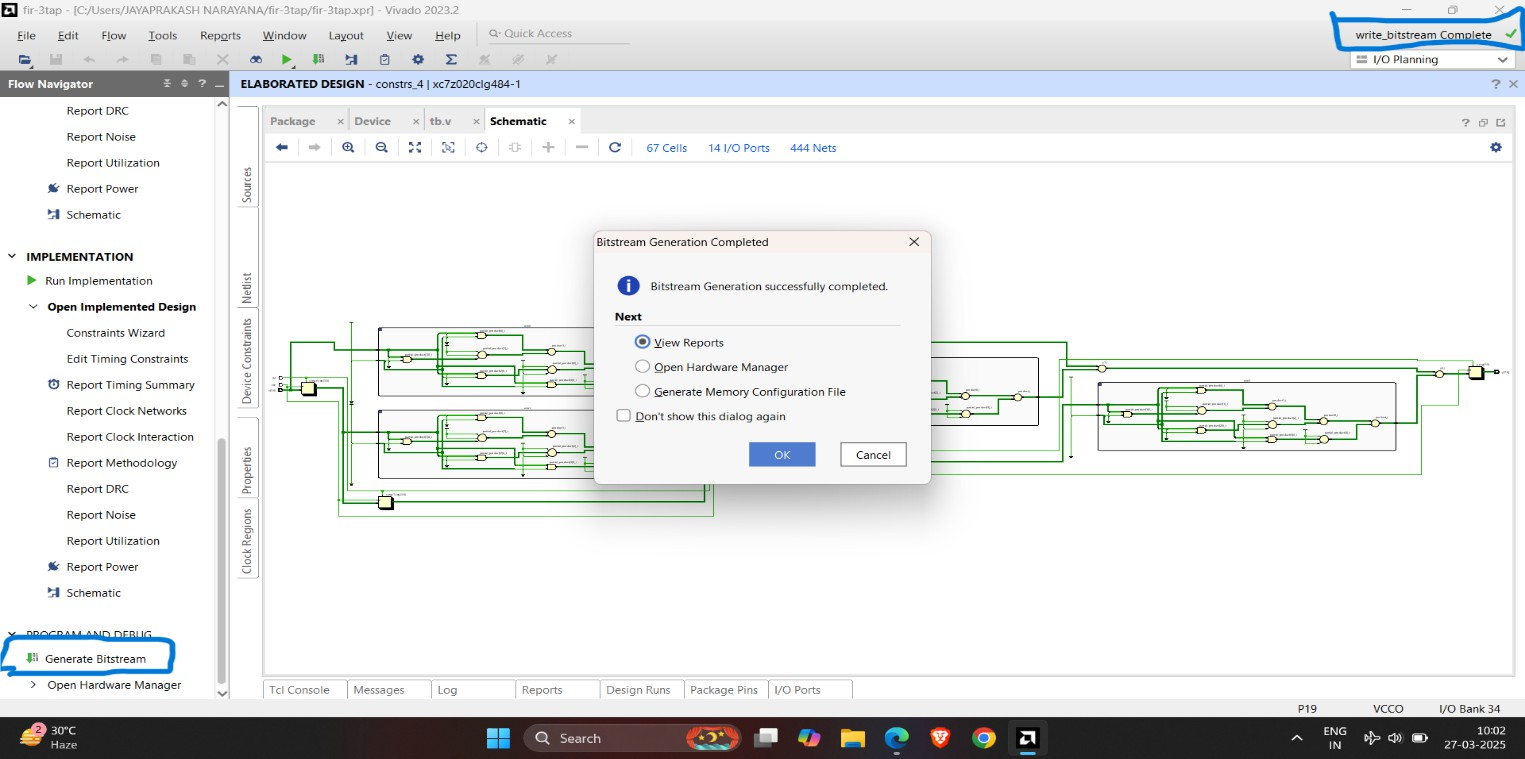 fir-3tap - [C:/Users/JAYAPRAKASH NARAYANA/fir-3tap/fir-3tap.xpr] - Vivado 2023.2
File Edit Flow Tools Reports Window Layout View Help Quick Access
write_bitstream Complete
I/O Planning
Flow Navigator
ELABORATED DESIGN - constrs_4 | xc7z020clg484-1
Report DRC
Report Noise
Report Utilization
Report Power
Schematic
IMPLEMENTATION
Run Implementation
Open Implemented Design
Constraints Wizard
Edit Timing Constraints
Report Timing Summary
Report Clock Networks
Report Clock Interaction
Report Methodology
Report DRC
Report Noise
Report Utilization
Report Power
Schematic
PROGRAM AND DEBUG
Generate Bitstream
Open Hardware Manager
Sources
Netlist
Device Constraints
Properties
Clock Regions
Package Device tb.v Schematic
67 Cells 14 I/O Ports 444 Nets
Bitstream Generation Completed
Bitstream Generation successfully completed.
Next
View Reports
Open Hardware Manager
Generate Memory Configuration File
Don't show this dialog again
OK Cancel
Tcl Console Messages Log Reports Design Runs Package Pins I/O Ports
P19 VCCO I/O Bank 34
2
30°C
Haze
Search
ENG
IN
10:02
27-03-2025